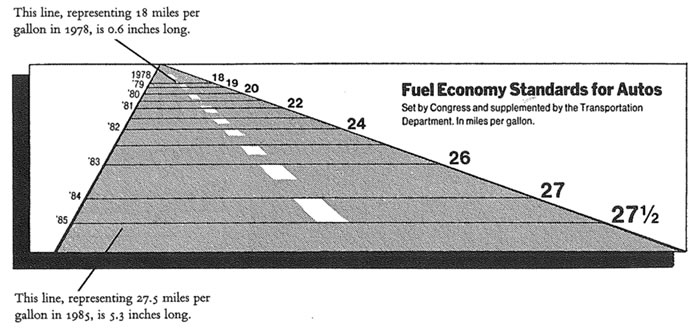 This line, representing 18 miles per
gallon in 1978, is 0.6 inches long.
Fuel Economy Standards for Autos
Set by Congress and supplemented by the Transportation
Department. In miles per gallon.
1978 18
'79 19
'80 20
'81 22
'82 24
'83 26
'84 27
'85 27½
This line, representing 27.5 miles per
gallon in 1985, is 5.3 inches long.